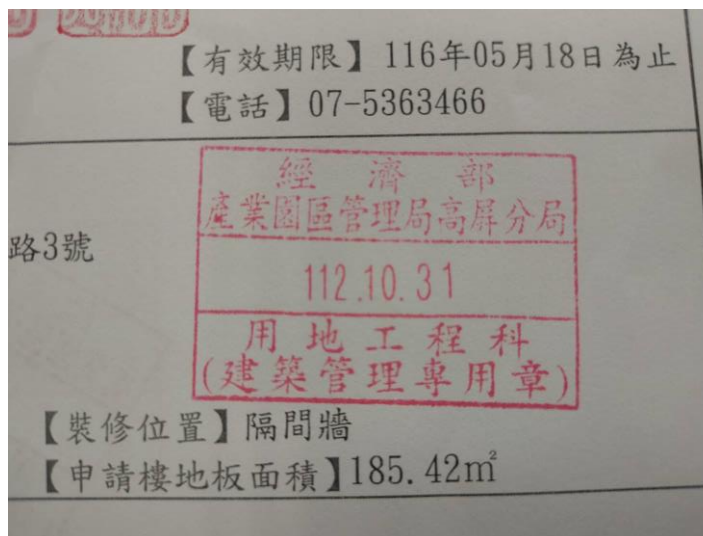 【有效期限】116年05月18日為止
【電話】07-5363466
經濟部
產業園區管理局高屏分局
路3號
112.10.31
用地工程科
(建築管理專用章)
【裝修位置】隔間牆
【申請樓地板面積】185.42㎡